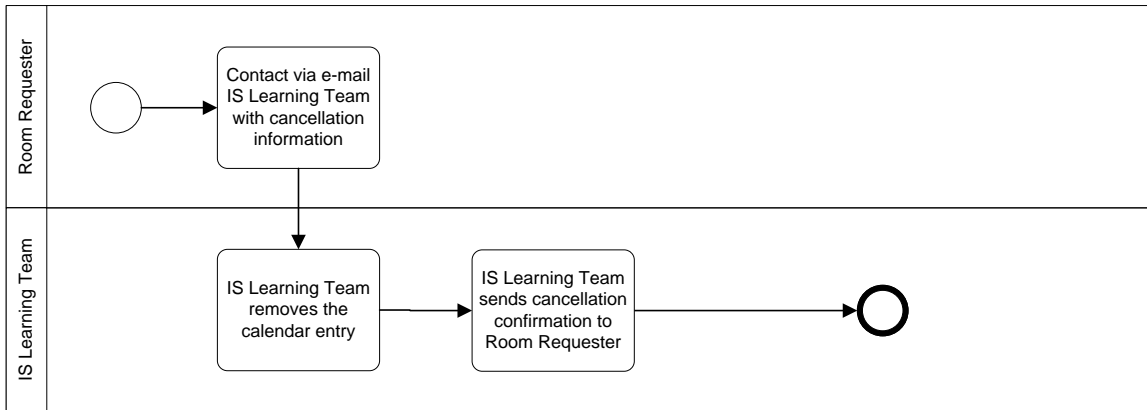 Room Requester
Contact via e-mail
IS Learning Team
with cancellation
information
IS Learning Team
IS Learning Team
removes the
calendar entry
IS Learning Team
sends cancellation
confirmation to
Room Requester